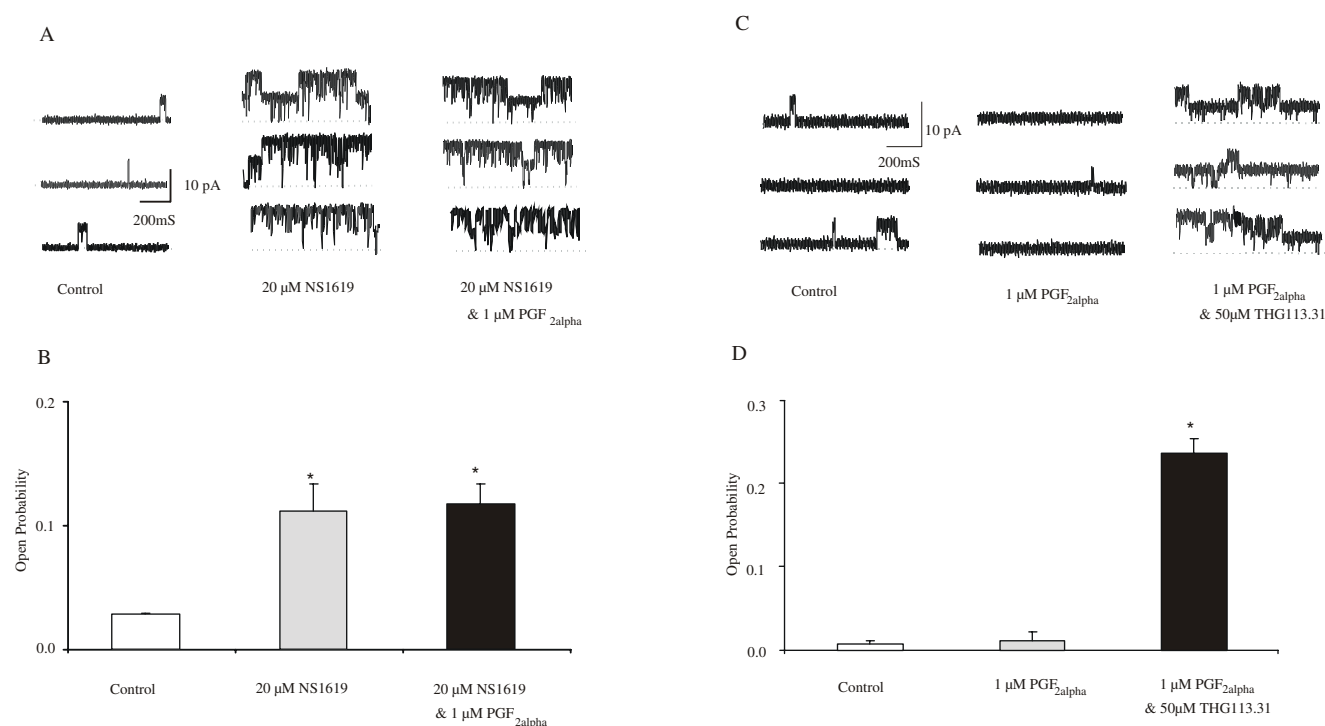 A
10 pA
200mS
Control
20 µM NS1619
20 µM NS1619
& 1 µM PGF 2alpha
C
10 pA
200mS
Control
1 µM PGF2alpha
1 µM PGF2alpha
& 50µM THG113.31
B
Open Probability
0.2
0.1
0.0
*
*
Control
20 µM NS1619
20 µM NS1619
& 1 µM PGF2alpha
D
Open Probability
0.3
0.2
0.1
0.0
*
Control
1 µM PGF2alpha
1 µM PGF2alpha
& 50µM THG113.31